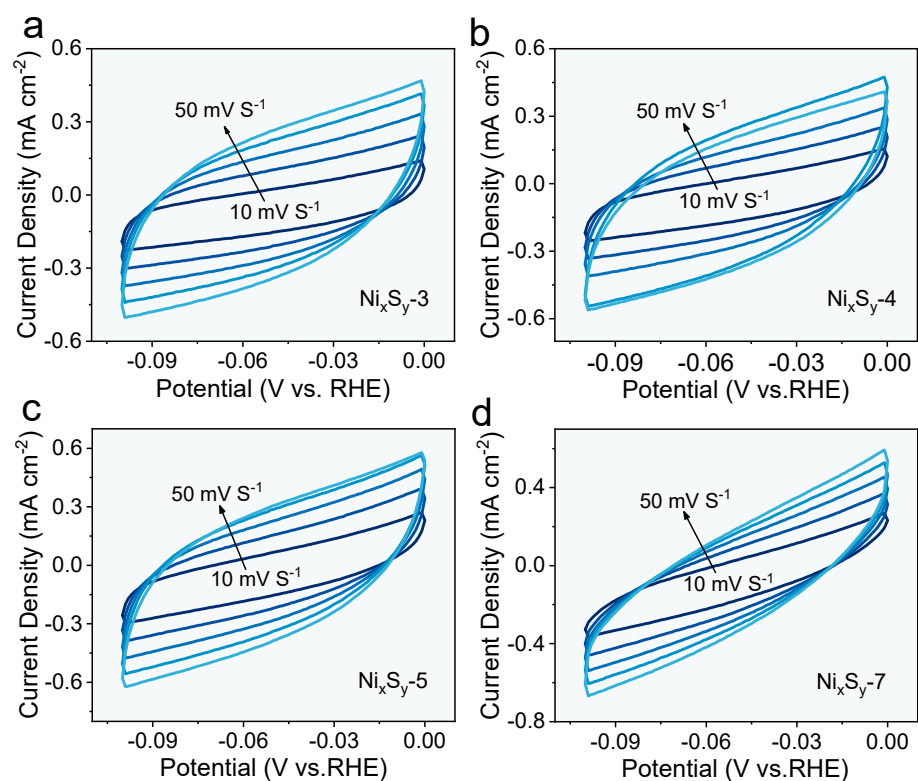 a
0.6
0.3
0.0
-0.3
-0.6
Current Density (mA cm⁻²)
50 mV S⁻¹
10 mV S⁻¹
NiₓSᵧ-3
-0.09 -0.06 -0.03 0.00
Potential (V vs. RHE)
b
0.6
0.3
0.0
-0.3
-0.6
Current Density (mA cm⁻²)
50 mV S⁻¹
10 mV S⁻¹
NiₓSᵧ-4
-0.09 -0.06 -0.03 0.00
Potential (V vs.RHE)
c
0.6
0.3
0.0
-0.3
-0.6
Current Density (mA cm⁻²)
50 mV S⁻¹
10 mV S⁻¹
NiₓSᵧ-5
-0.09 -0.06 -0.03 0.00
Potential (V vs.RHE)
d
0.4
0.0
-0.4
-0.8
Current Density (mA cm⁻²)
50 mV S⁻¹
10 mV S⁻¹
NiₓSᵧ-7
-0.09 -0.06 -0.03 0.00
Potential (V vs.RHE)